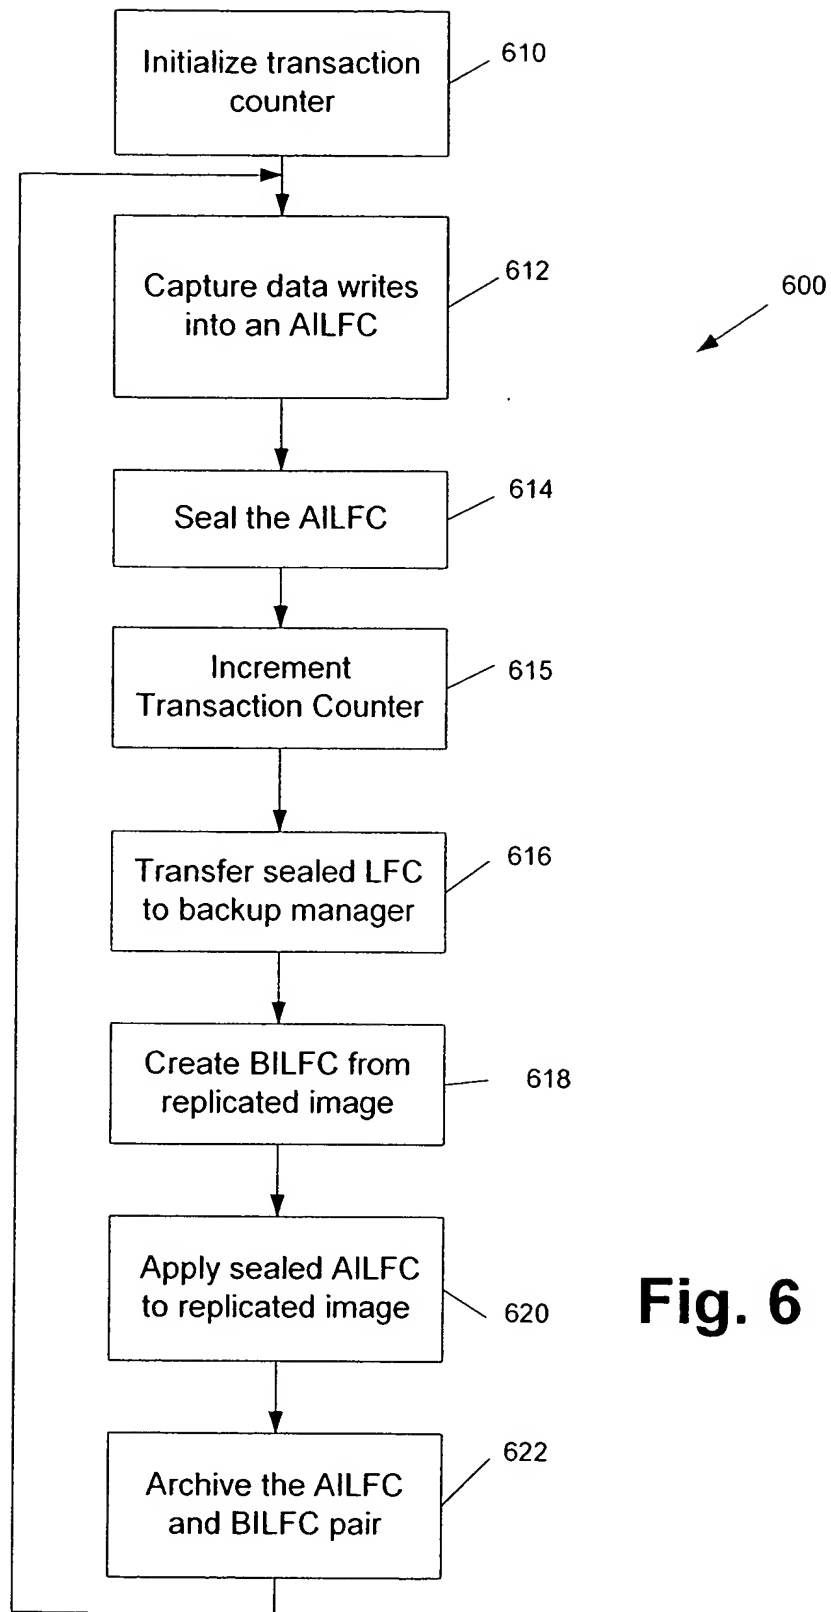 Initialize transaction
counter
610
Capture data writes
into an AILFC
612
600
Seal the AILFC
614
Increment
Transaction Counter
615
Transfer sealed LFC
to backup manager
616
Create BILFC from
replicated image
618
Apply sealed AILFC
to replicated image
620
Fig. 6
Archive the AILFC
and BILFC pair
622